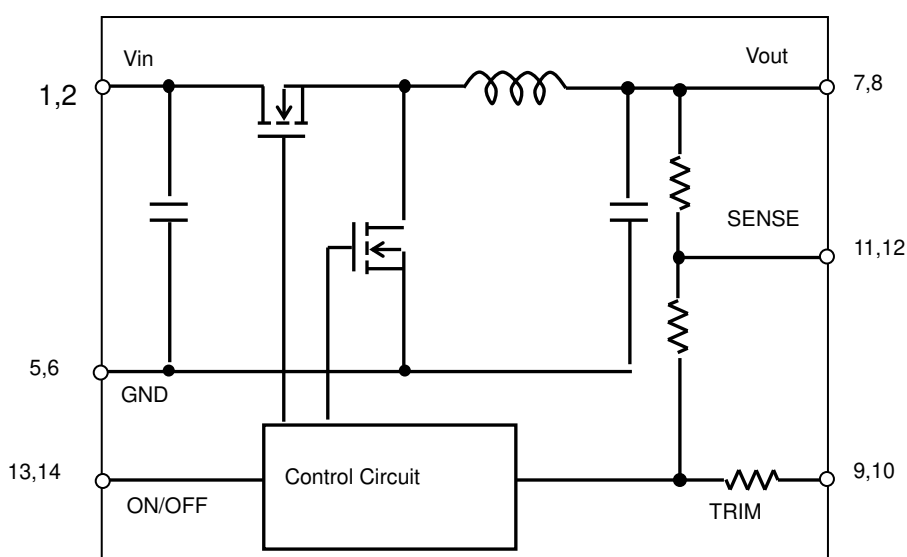 Vin
Vout
1,2
7,8
SENSE
11,12
5,6
GND
13,14
Control Circuit
9,10
ON/OFF
TRIM